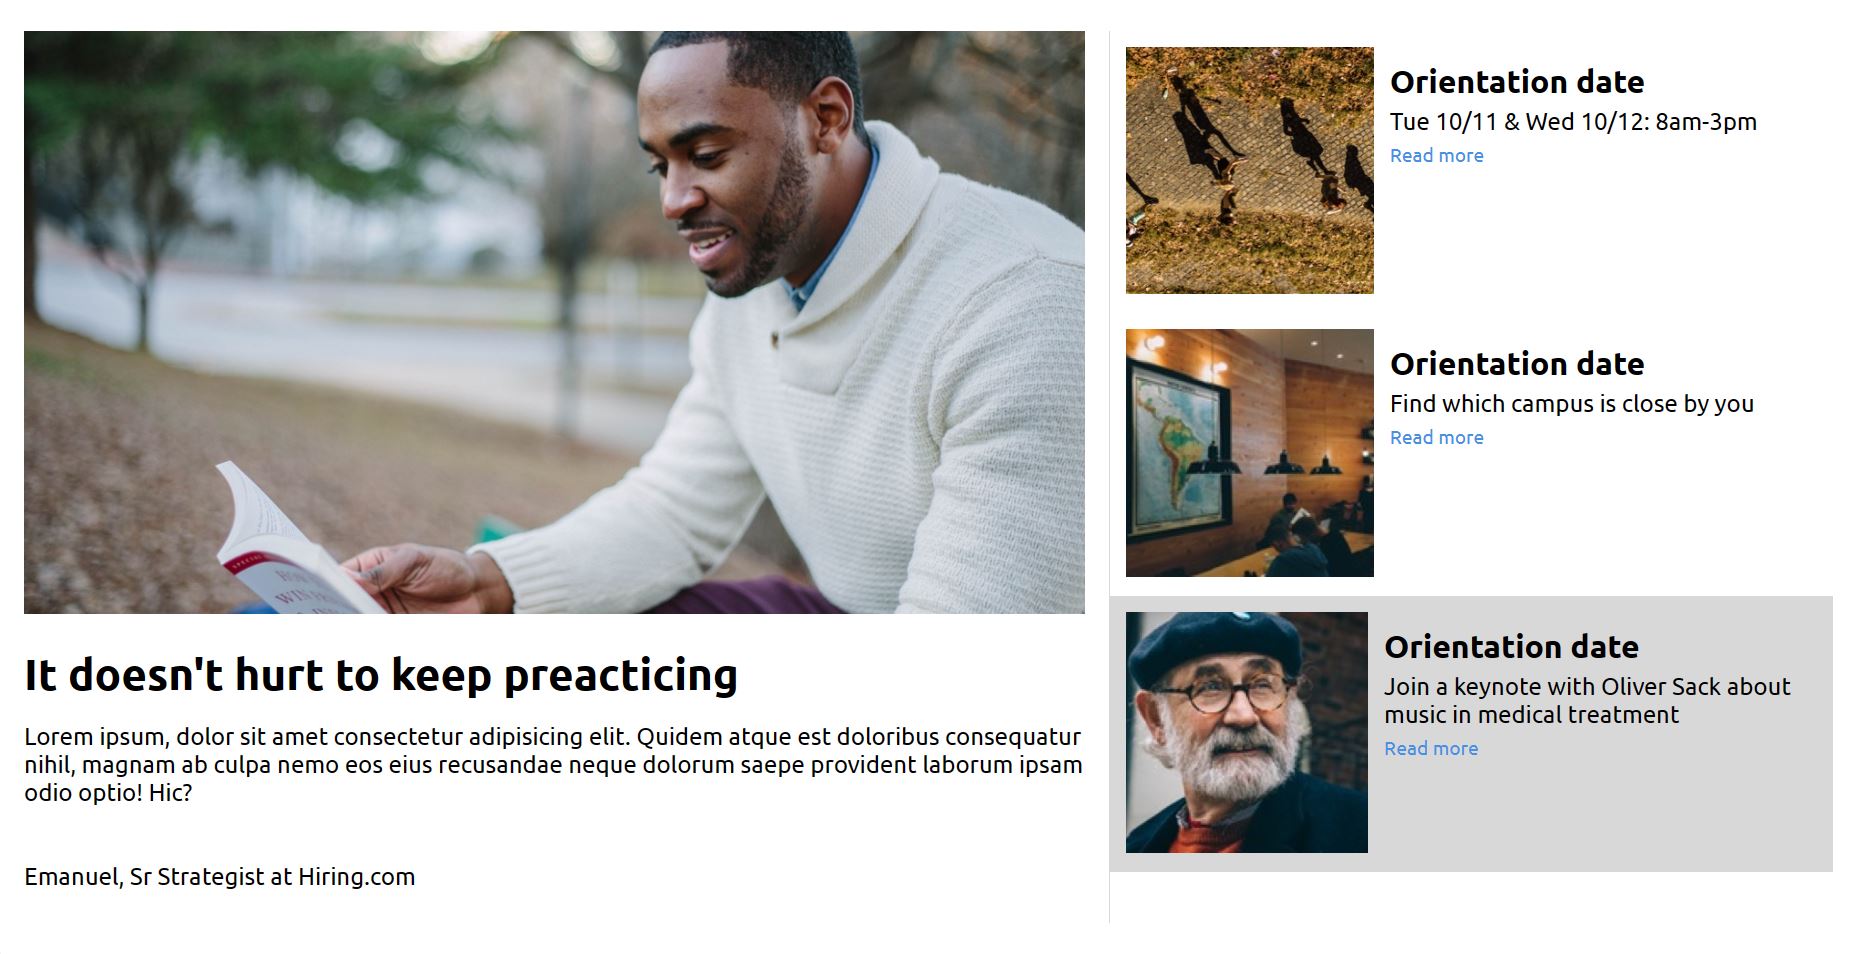 It doesn't hurt to keep preacticing
Lorem ipsum, dolor sit amet consectetur adipisicing elit. Quidem atque est doloribus consequatur
nihil, magnam ab culpa nemo eos eius recusandae neque dolorum saepe provident laborum ipsam
odio optio! Hic?
Emanuel, Sr Strategist at Hiring.com
Orientation date
Tue 10/11 & Wed 10/12: 8am-3pm
Read more
Orientation date
Find which campus is close by you
Read more
Orientation date
Join a keynote with Oliver Sack about
music in medical treatment
Read more